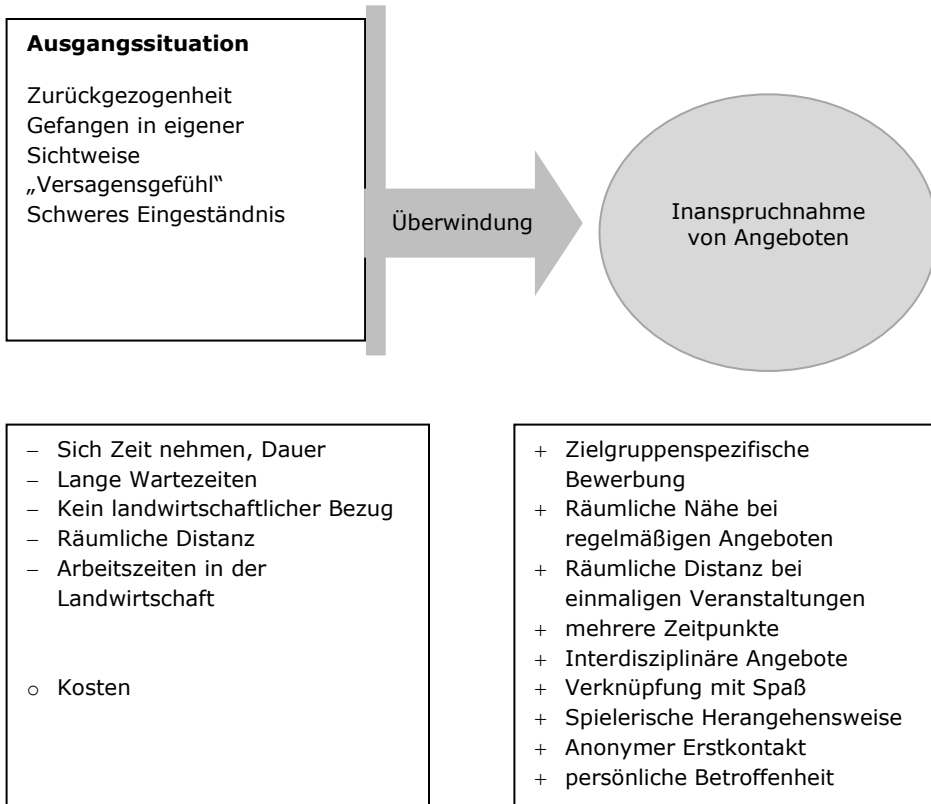 Ausgangssituation
Zurückgezogenheit
Gefangen in eigener
Sichtweise
„Versagensgefühl“
Schweres Eingeständnis
Überwindung
Inanspruchnahme
von Angeboten
– Sich Zeit nehmen, Dauer
– Lange Wartezeiten
– Kein landwirtschaftlicher Bezug
– Räumliche Distanz
– Arbeitszeiten in der
Landwirtschaft
o Kosten
+ Zielgruppenspezifische
Bewerbung
+ Räumliche Nähe bei
regelmäßigen Angeboten
+ Räumliche Distanz bei
einmaligen Veranstaltungen
+ mehrere Zeitpunkte
+ Interdisziplinäre Angebote
+ Verknüpfung mit Spaß
+ Spielerische Herangehensweise
+ Anonymer Erstkontakt
+ persönliche Betroffenheit